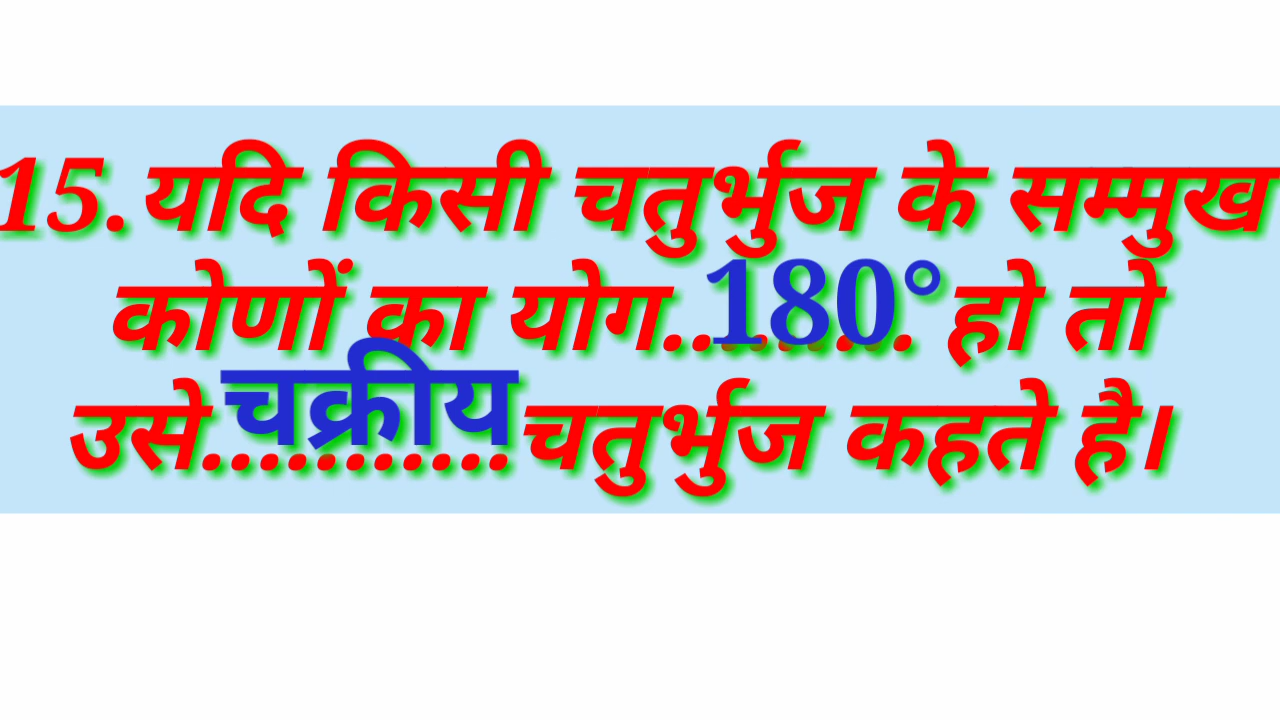 15.यदि किसी चतुर्भुज के सम्मुख
कोणों का योग..180°. हो तो
उसे...चक्रीय...चतुर्भुज कहते है।